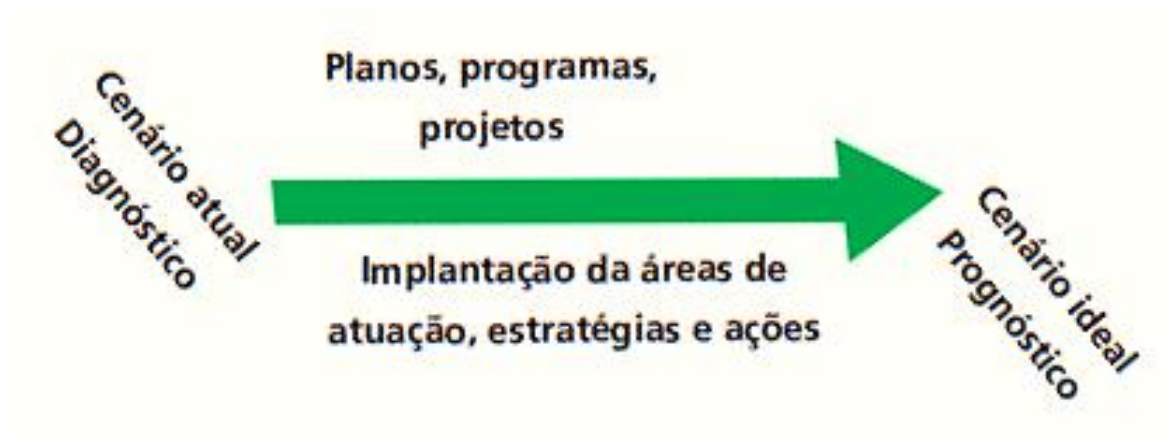 Cenário atual
Diagnóstico
Planos, programas,
projetos
Implantação da áreas de
atuação, estratégias e ações
Cenário ideal
Prognóstico